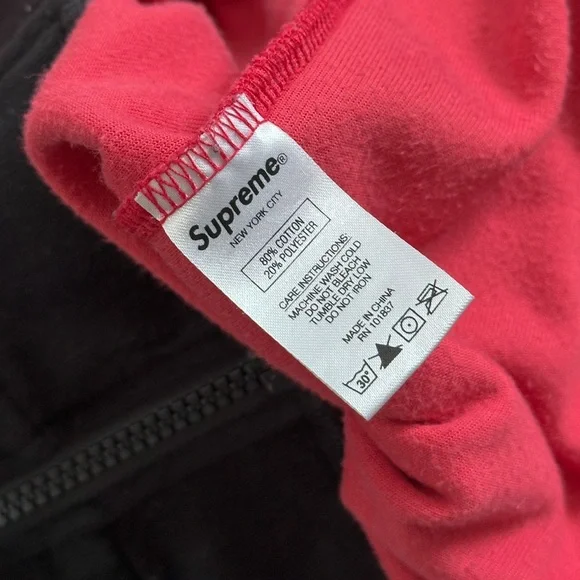 Supreme®
NEW YORK CITY
80% COTTON
20% POLYESTER
CARE INSTRUCTIONS:
MACHINE WASH COLD
DO NOT BLEACH
TUMBLE DRY LOW
DO NOT IRON
MADE IN CHINA
RN 101837
30°